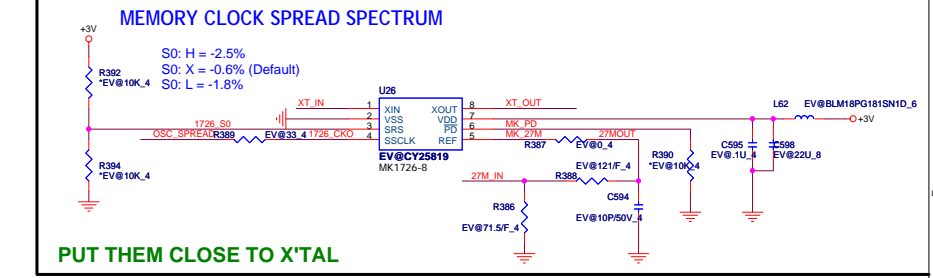 MEMORY CLOCK SPREAD SPECTRUM
+3V
S0: H = -2.5%
S0: X = -0.6% (Default)
S0: L = -1.8%
R392
*EV@10K_4
U26
L62 EV@BLM18PG181SN1D_6
XT_IN 1 XIN XOUT 8 XT_OUT
2 VSS VDD 7
+3V
1726_S0 3 SRS PD 6 MK_PD
OSC_SPREAD R389 EV@33_4 1726_CKO 4 SSCLK REF 5 MK_27M 27MOUT
R387 EV@0_4
EV@CY25819
MK1726-8
C595
EV@.1U_4
C598
EV@22U_8
R394
*EV@10K_4
EV@121/F_4
R390
*EV@10K_4
27M_IN R388
C594
EV@10P/50V_4
R386
EV@71.5/F_4
PUT THEM CLOSE TO X'TAL